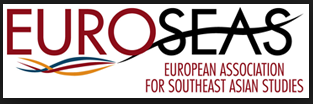 EUROSEAS
EUROPEAN ASSOCIATION
FOR SOUTHEAST ASIAN STUDIES